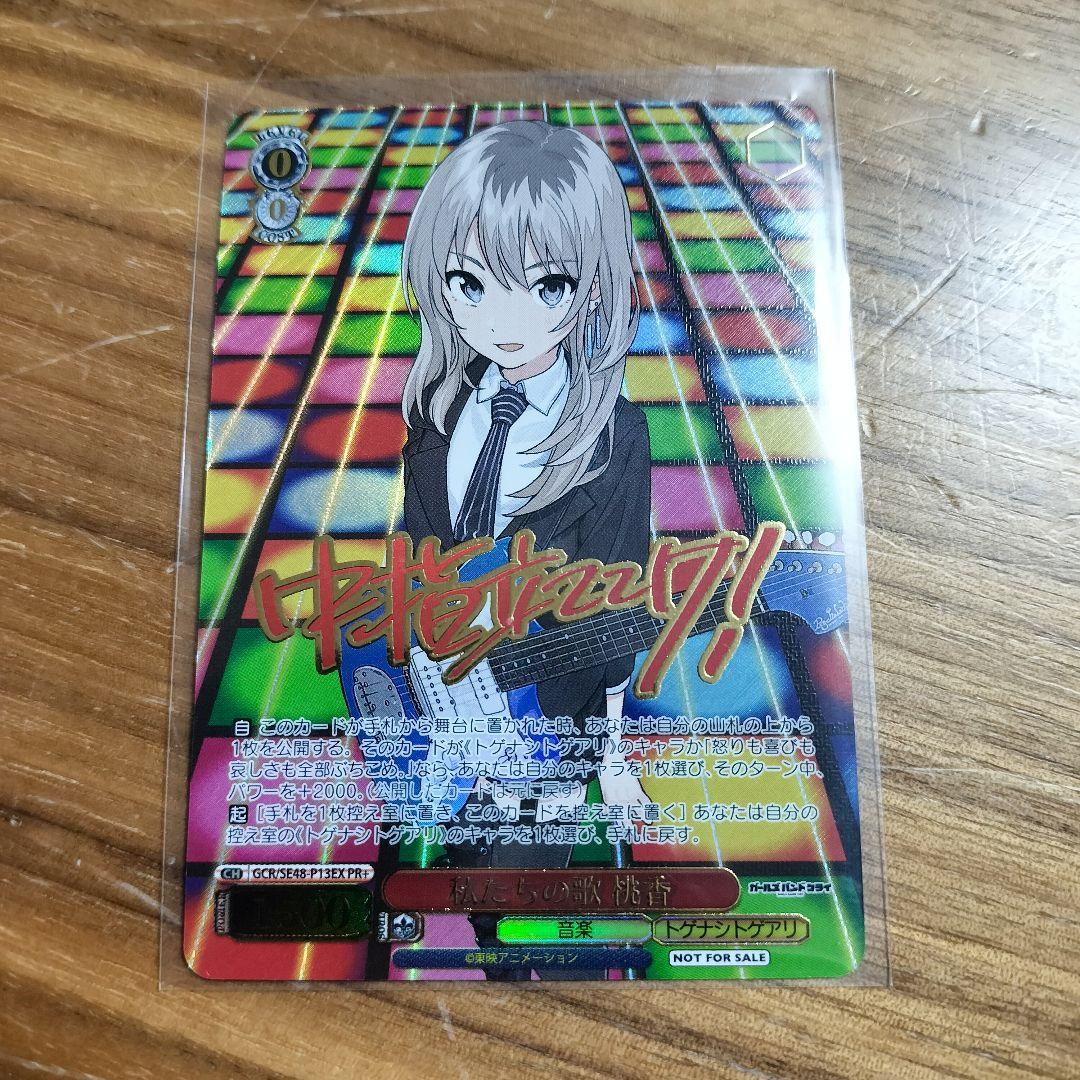 LEVEL
0
0
COST
中指立ててけ!
自 このカードが手札から舞台に置かれた時、あなたは自分の山札の上から
1枚を公開する。そのカードが《トゲナシトゲアリ》のキャラか「怒りも喜びも
哀しさも全部ぶちこめ。」なら、あなたは自分のキャラを1枚選び、そのターン中、
パワーを+2000。(公開したカードは元に戻す)
起 [手札を1枚控え室に置き、このカードを控え室に置く] あなたは自分の
控え室の《トゲナシトゲアリ》のキャラを1枚選び、手札に戻す。
CH GCR/SE48-P13EX PR+
私たちの歌 桃香
ガールズバンドクライ
1500
音楽
トゲナシトゲアリ
©東映アニメーション
NOT FOR SALE